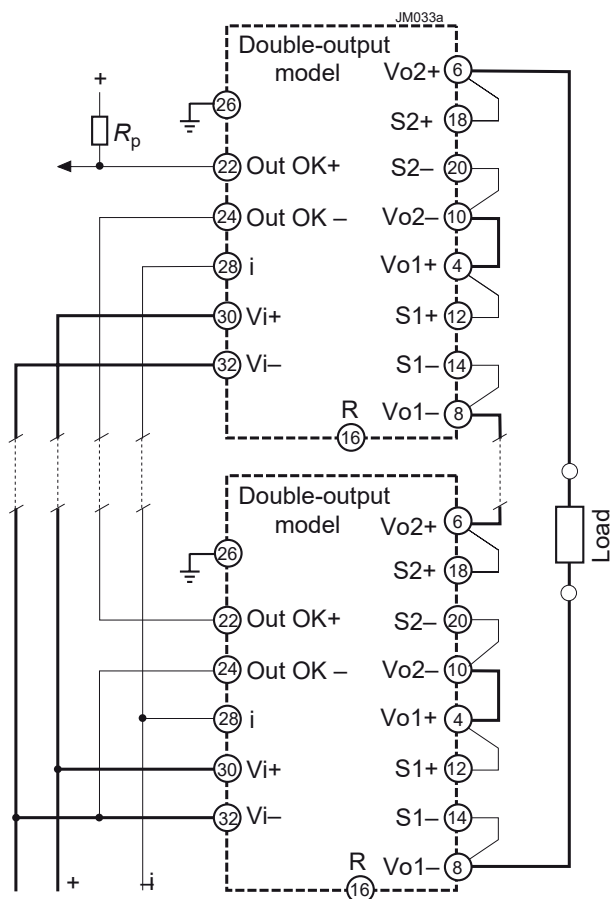 JM033a
Double-output
model
+
Rp
26
22 Out OK+
24 Out OK –
28 i
30 Vi+
32 Vi–
Vo2+ 6
S2+ 18
S2– 20
Vo2– 10
Vo1+ 4
S1+ 12
S1– 14
Vo1– 8
R
16
Double-output
model
26
22 Out OK+
24 Out OK –
28 i
30 Vi+
32 Vi–
Vo2+ 6
S2+ 18
S2– 20
Vo2– 10
Vo1+ 4
S1+ 12
S1– 14
Vo1– 8
R
16
Load
+
i